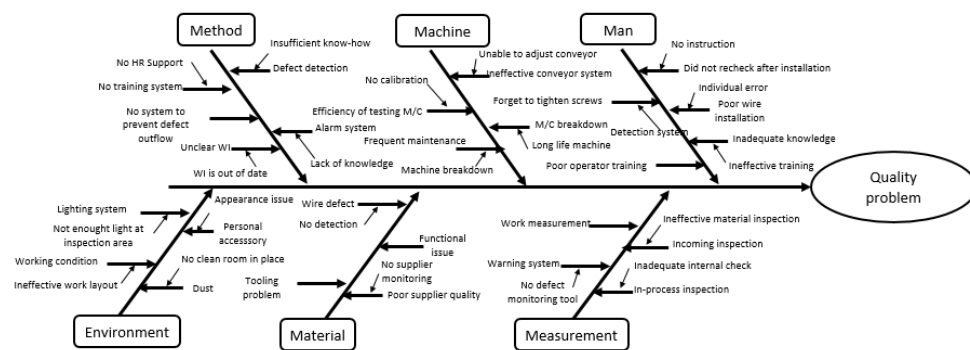 Method
Machine
Man
Insufficient know-how
Defect detection
No HR Support
No training system
No system to
prevent defect
outflow
Alarm system
Unclear WI
Lack of knowledge
WI is out of date
Unable to adjust conveyor
Ineffective conveyor system
No calibration
Efficiency of testing M/C
M/C breakdown
Long life machine
Frequent maintenance
Machine breakdown
No instruction
Did not recheck after installation
Individual error
Forget to tighten screws
Poor wire
installation
Detection system
Inadequate knowledge
Poor operator training
Ineffective training
Quality
problem
Lighting system
Appearance issue
Not enought light at
inspection area
Personal
accesssory
Working condition
No clean room in place
Ineffective work layout
Dust
Environment
Wire defect
No detection
Functional
issue
Tooling
problem
No supplier
monitoring
Poor supplier quality
Material
Work measurement
Ineffective material inspection
Incoming inspection
Warning system
Inadequate internal check
No defect
monitoring tool
In-process inspection
Measurement